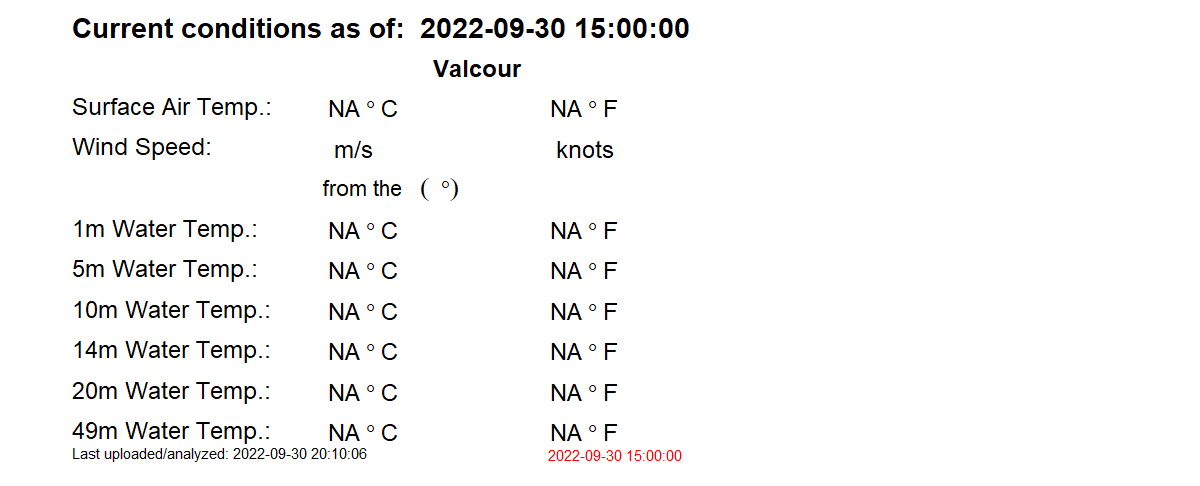 Current conditions as of: 2022-09-30 15:00:00
Valcour
Surface Air Temp.: NA ° C NA ° F
Wind Speed: m/s knots
from the ( °)
1m Water Temp.: NA ° C NA ° F
5m Water Temp.: NA ° C NA ° F
10m Water Temp.: NA ° C NA ° F
14m Water Temp.: NA ° C NA ° F
20m Water Temp.: NA ° C NA ° F
49m Water Temp.: NA ° C NA ° F
Last uploaded/analyzed: 2022-09-30 20:10:06 2022-09-30 15:00:00